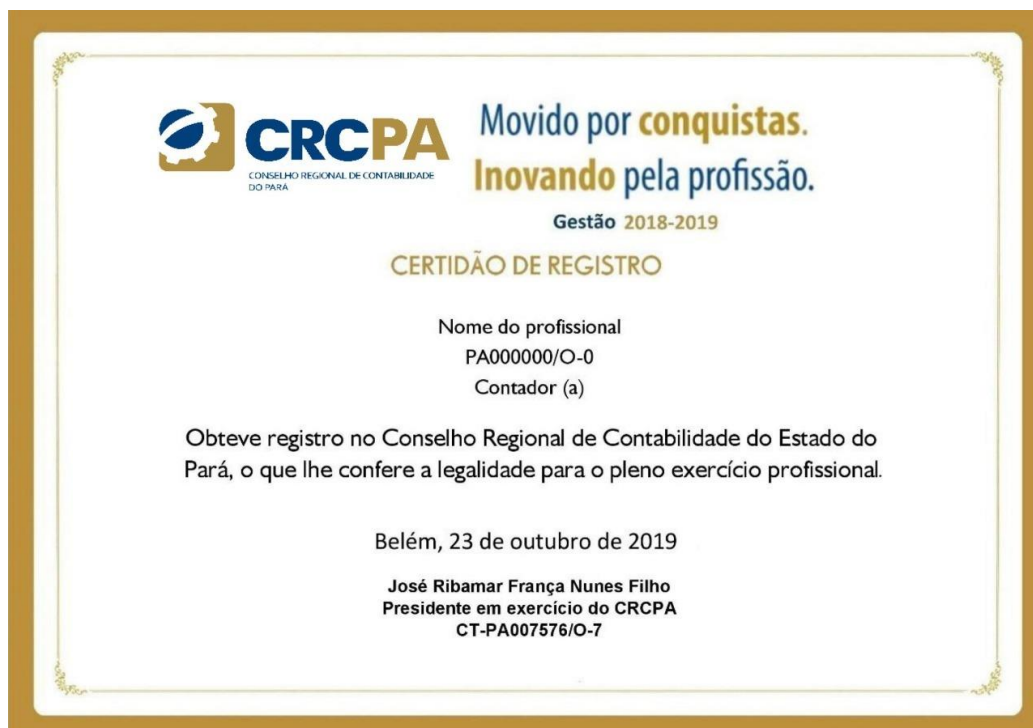 CRCPA
CONSELHO REGIONAL DE CONTABILIDADE
DO PARÁ
Movido por conquistas.
Inovando pela profissão.
Gestão 2018-2019
CERTIDÃO DE REGISTRO
Nome do profissional
PA000000/O-0
Contador (a)
Obteve registro no Conselho Regional de Contabilidade do Estado do
Pará, o que lhe confere a legalidade para o pleno exercício profissional.
Belém, 23 de outubro de 2019
José Ribamar França Nunes Filho
Presidente em exercício do CRCPA
CT-PA007576/O-7